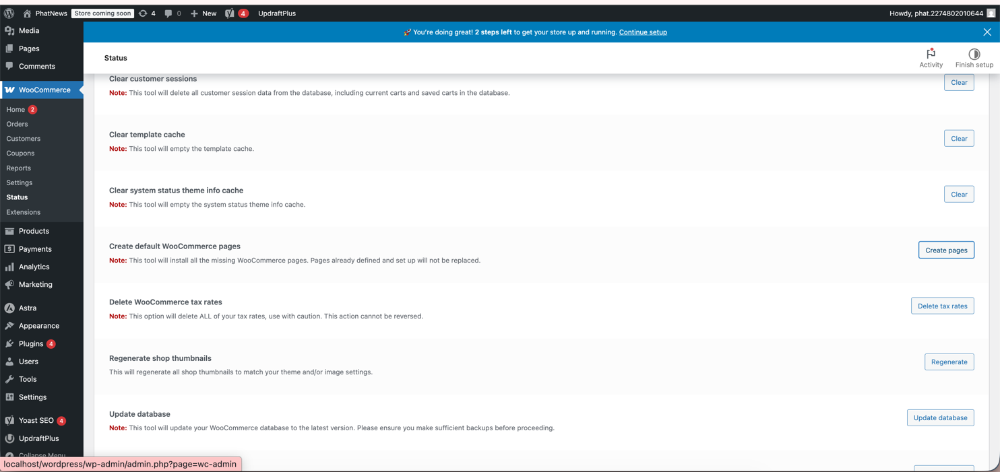 PhatNews Store coming soon 4 0 New 4 UpdraftPlus Howdy, phat.2274802010644
🚀 You're doing great! 2 steps left to get your store up and running. Continue setup
Status
Activity
Finish setup
Media
Pages
Comments
WooCommerce
Home 2
Orders
Customers
Coupons
Reports
Settings
Status
Extensions
Products
Payments
Analytics
Marketing
Astra
Appearance
Plugins 4
Users
Tools
Settings
Yoast SEO 4
UpdraftPlus
Collapse Menu
Clear customer sessions
Note: This tool will delete all customer session data from the database, including current carts and saved carts in the database.
Clear
Clear template cache
Note: This tool will empty the template cache.
Clear
Clear system status theme info cache
Note: This tool will empty the system status theme info cache.
Clear
Create default WooCommerce pages
Note: This tool will install all the missing WooCommerce pages. Pages already defined and set up will not be replaced.
Create pages
Delete WooCommerce tax rates
Note: This option will delete ALL of your tax rates, use with caution. This action cannot be reversed.
Delete tax rates
Regenerate shop thumbnails
This will regenerate all shop thumbnails to match your theme and/or image settings.
Regenerate
Update database
Note: This tool will update your WooCommerce database to the latest version. Please ensure you make sufficient backups before proceeding.
Update database
localhost/wordpress/wp-admin/admin.php?page=wc-admin